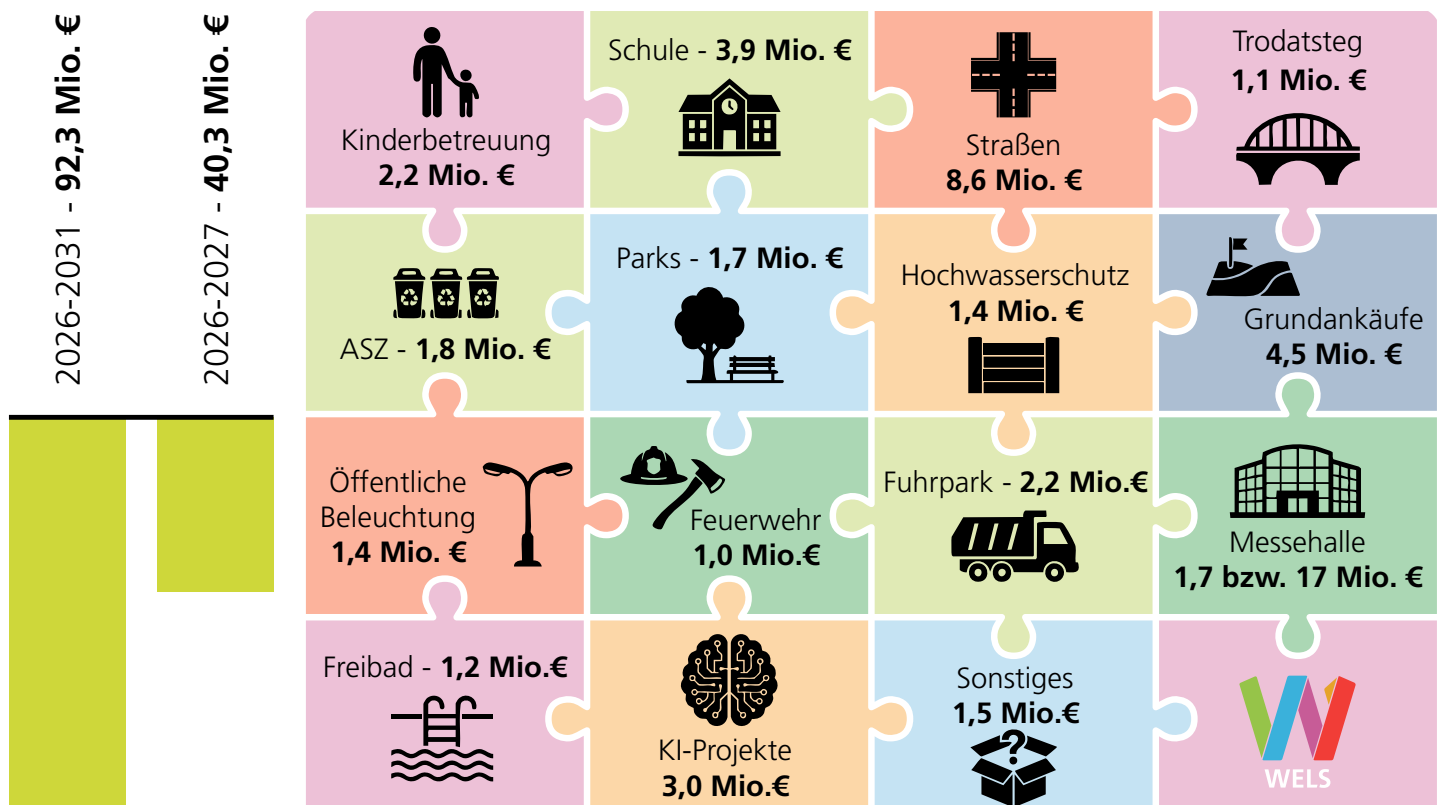 2026-2031 - 92,3 Mio. €
2026-2027 - 40,3 Mio. €
Kinderbetreuung
2,2 Mio. €
Schule - 3,9 Mio. €
Straßen
8,6 Mio. €
Trodatsteg
1,1 Mio. €
ASZ - 1,8 Mio. €
Parks - 1,7 Mio. €
Hochwasserschutz
1,4 Mio. €
Grundankäufe
4,5 Mio. €
Öffentliche
Beleuchtung
1,4 Mio. €
Feuerwehr
1,0 Mio.€
Fuhrpark - 2,2 Mio.€
Messehalle
1,7 bzw. 17 Mio. €
Freibad - 1,2 Mio.€
KI-Projekte
3,0 Mio.€
Sonstiges
1,5 Mio.€
?
WELS